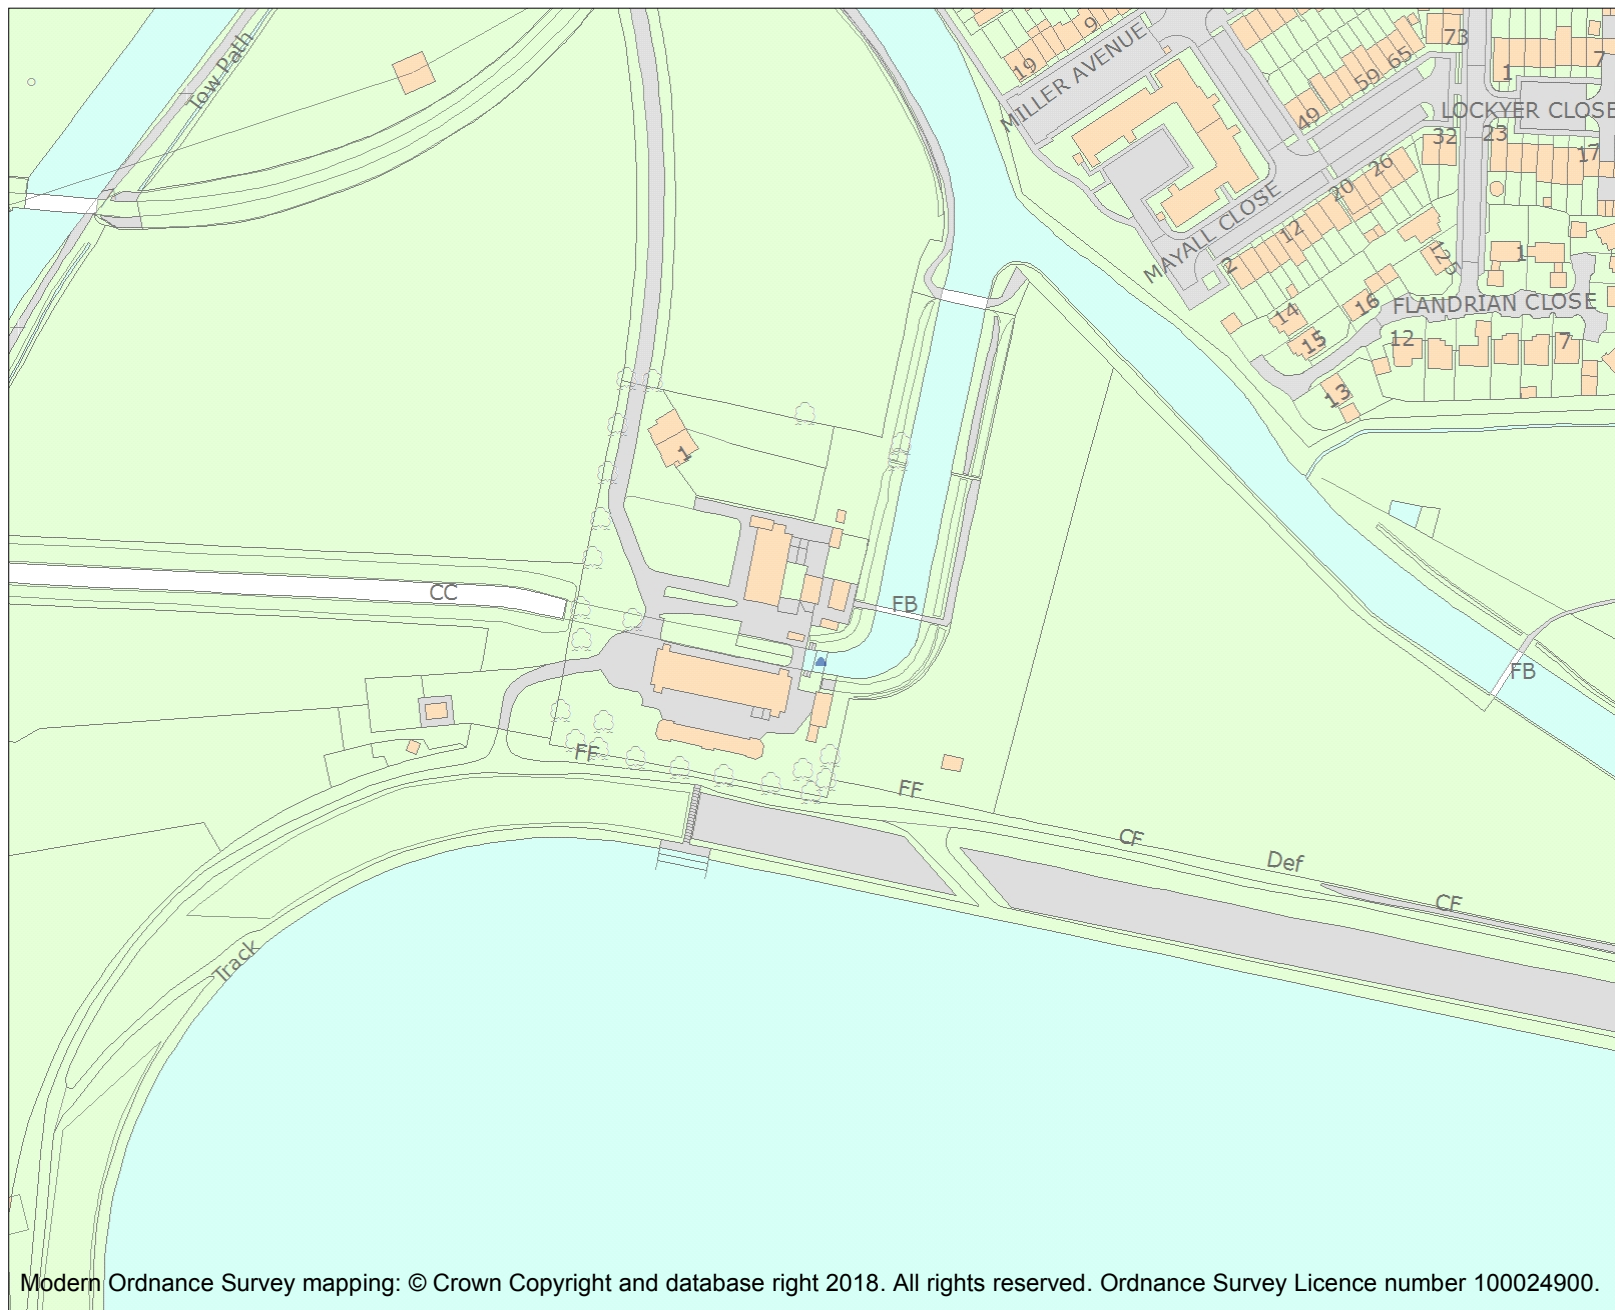 Tow Path
9
19
MILLER AVENUE
73
65
59
49
1
7
LOCKYER CLOSE
32
23
17
26
20
12
2
MAYALL CLOSE
125
1
FLANDRIAN CLOSE
14
16
15
12
7
13
1
CC
FB
FB
FF
FF
CF
Def
CF
Track
Modern Ordnance Survey mapping: © Crown Copyright and database right 2018. All rights reserved. Ordnance Survey Licence number 100024900.